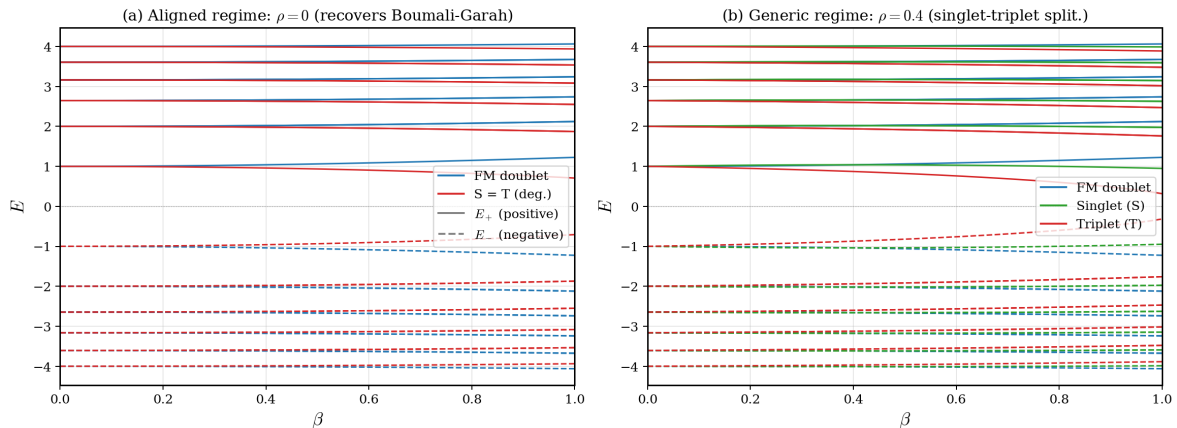 (a) Aligned regime: ρ = 0 (recovers Boumali-Garah)
4
3
2
1
0
−1
−2
−3
−4
E
FM doublet
S = T (deg.)
E₊ (positive)
E₋ (negative)
0.0 0.2 0.4 0.6 0.8 1.0
β
(b) Generic regime: ρ = 0.4 (singlet-triplet split.)
4
3
2
1
0
−1
−2
−3
−4
E
FM doublet
Singlet (S)
Triplet (T)
0.0 0.2 0.4 0.6 0.8 1.0
β